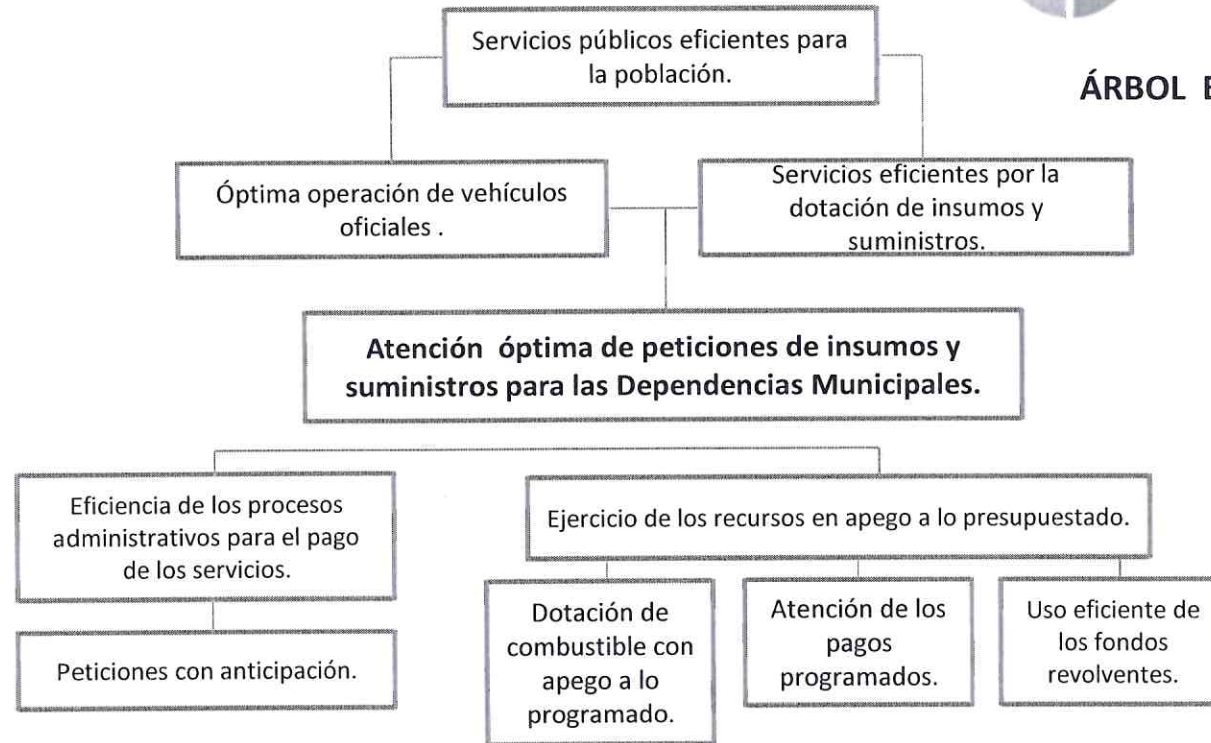 Servicios públicos eficientes para
la población.
ÁRBOL
Óptima operación de vehículos
oficiales .
Servicios eficientes por la
dotación de insumos y
suministros.
Atención óptima de peticiones de insumos y
suministros para las Dependencias Municipales.
Eficiencia de los procesos
administrativos para el pago
de los servicios.
Ejercicio de los recursos en apego a lo presupuestado.
Peticiones con anticipación.
Dotación de
combustible con
apego a lo
programado.
Atención de los
pagos
programados.
Uso eficiente de
los fondos
revolventes.